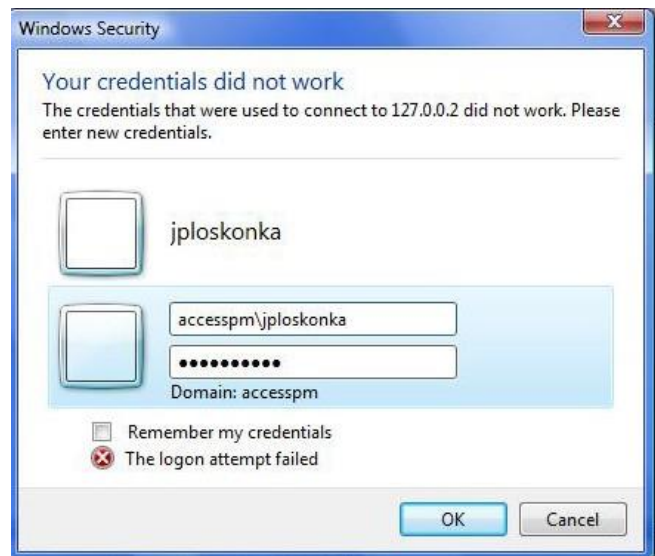 Windows Security
Your credentials did not work
The credentials that were used to connect to 127.0.0.2 did not work. Please
enter new credentials.
jploskonka
accesspm\jploskonka
●●●●●●●●●●
Domain: accesspm
Remember my credentials
The logon attempt failed
OK
Cancel